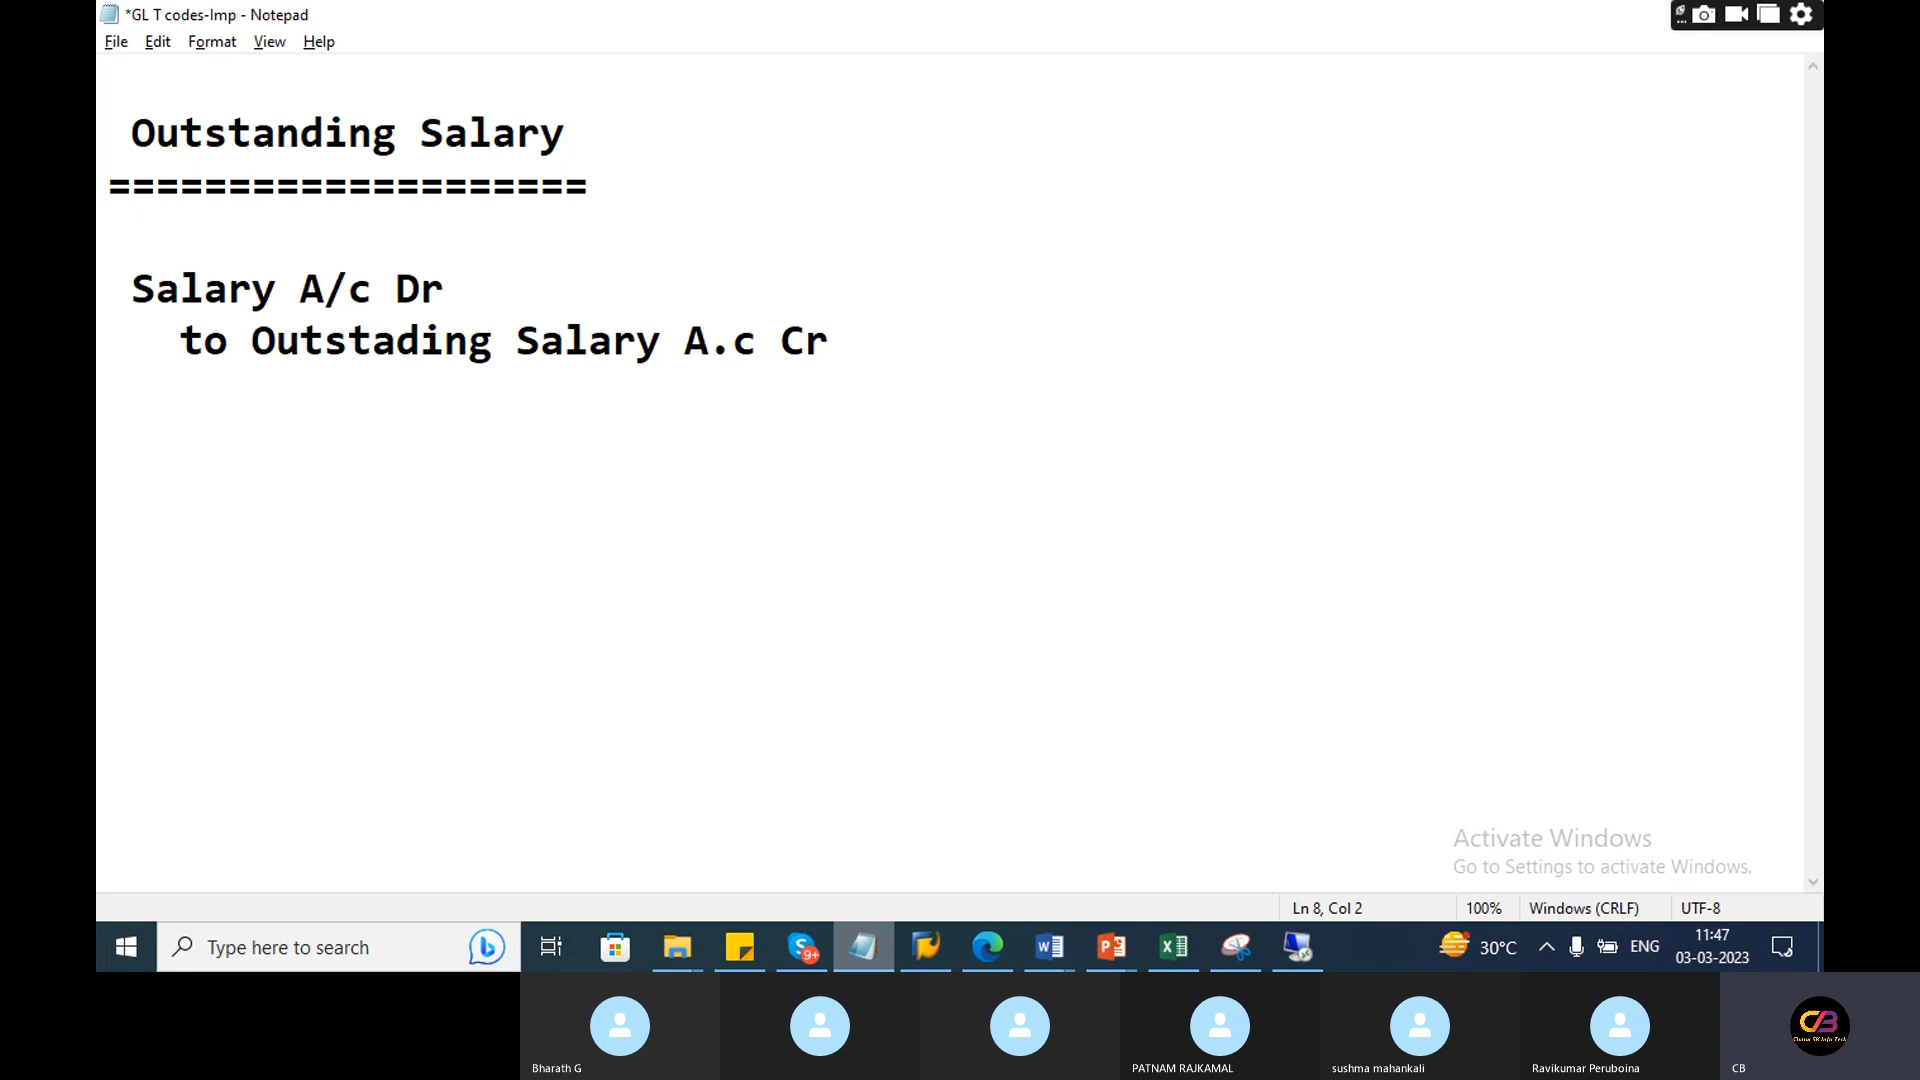 *GL T codes-Imp - Notepad
File Edit Format View Help
Outstanding Salary
====================
Salary A/c Dr
to Outstading Salary A.c Cr
Activate Windows
Go to Settings to activate Windows.
Ln 8, Col 2 100% Windows (CRLF) UTF-8
Type here to search
9+
30°C ENG 11:47
03-03-2023
Bharath G PATNAM RAJKAMAL sushma mahankali Ravikumar Peruboina CB